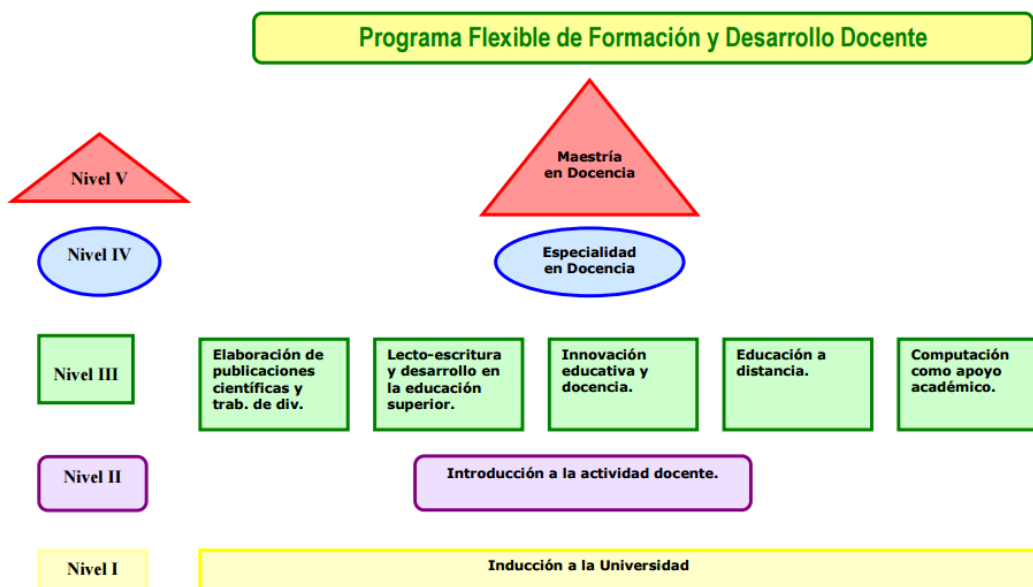 Programa Flexible de Formación y Desarrollo Docente
Nivel V
Maestría
en Docencia
Nivel IV
Especialidad
en Docencia
Nivel III
Elaboración de
publicaciones
científicas y
trab. de div.
Lecto-escritura
y desarrollo en
la educación
superior.
Innovación
educativa y
docencia.
Educación a
distancia.
Computación
como apoyo
académico.
Nivel II
Introducción a la actividad docente.
Nivel I
Inducción a la Universidad